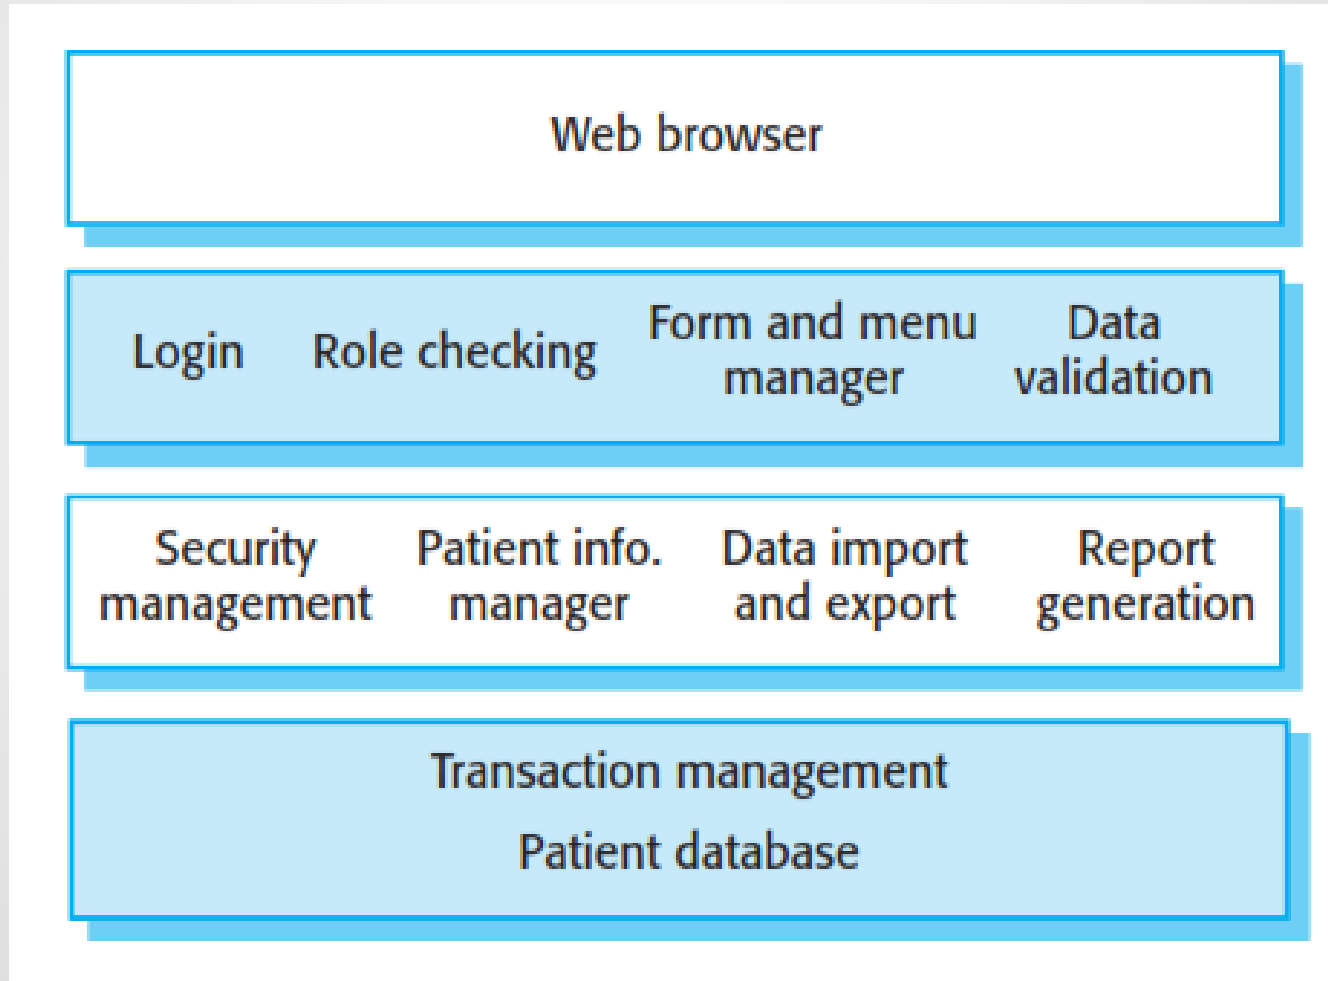 Web browser
Login
Role checking
Form and menu
manager
Data
validation
Security
management
Patient info.
manager
Data import
and export
Report
generation
Transaction management
Patient database